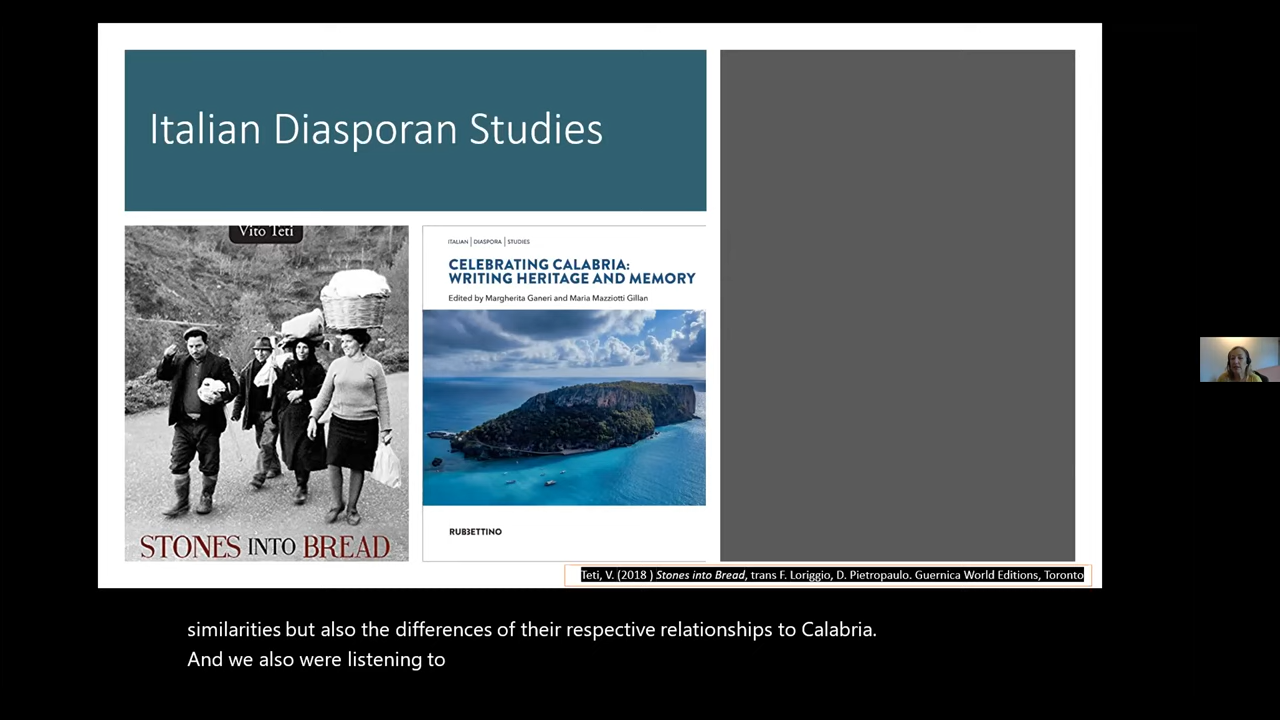 Italian Diasporan Studies
Vito Teti
STONES INTO BREAD
ITALIAN | DIASPORA | STUDIES
CELEBRATING CALABRIA:
WRITING HERITAGE AND MEMORY
Edited by Margherita Ganeri and Maria Mazziotti Gillan
RUBBETTINO
Teti, V. (2018 ) Stones into Bread, trans F. Loriggio, D. Pietropaulo. Guernica World Editions, Toronto
similarities but also the differences of their respective relationships to Calabria.
And we also were listening to